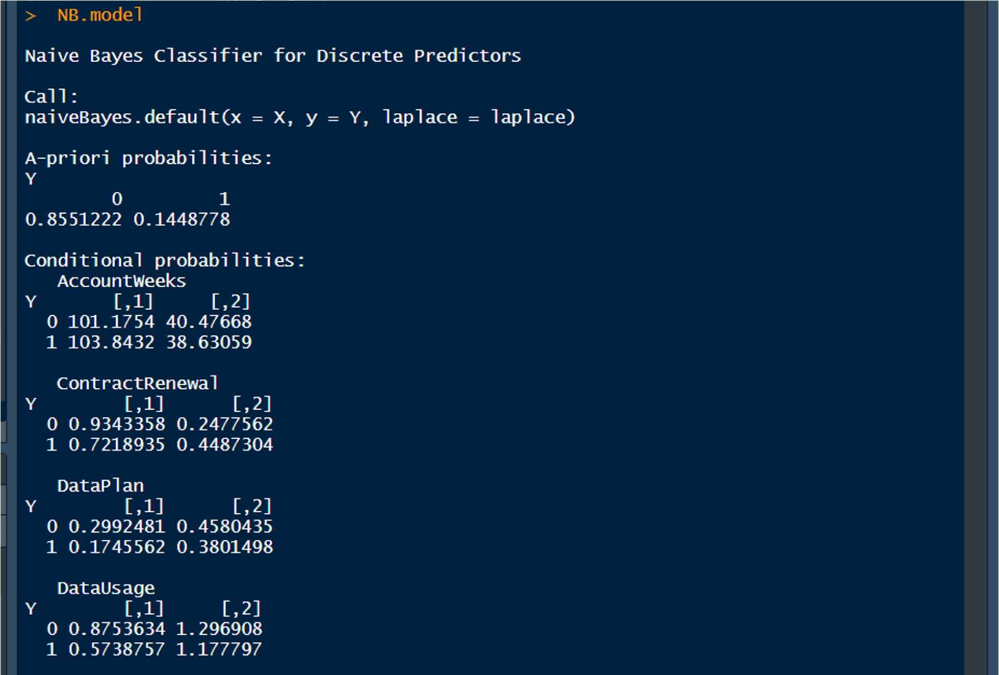 > NB.model
Naive Bayes Classifier for Discrete Predictors
Call:
naiveBayes.default(x = X, y = Y, laplace = laplace)
A-priori probabilities:
Y
0 1
0.8551222 0.1448778
Conditional probabilities:
AccountWeeks
Y [,1] [,2]
0 101.1754 40.47668
1 103.8432 38.63059
ContractRenewal
Y [,1] [,2]
0 0.9343358 0.2477562
1 0.7218935 0.4487304
DataPlan
Y [,1] [,2]
0 0.2992481 0.4580435
1 0.1745562 0.3801498
DataUsage
Y [,1] [,2]
0 0.8753634 1.296908
1 0.5738757 1.177797